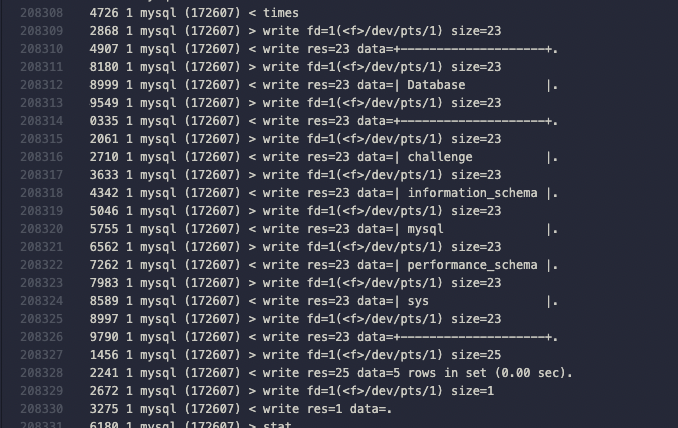 208308 4726 1 mysql (172607) < times
208309 2868 1 mysql (172607) > write fd=1(<f>/dev/pts/1) size=23
208310 4907 1 mysql (172607) < write res=23 data=+--------------------+.
208311 8180 1 mysql (172607) > write fd=1(<f>/dev/pts/1) size=23
208312 8999 1 mysql (172607) < write res=23 data=| Database           |.
208313 9549 1 mysql (172607) > write fd=1(<f>/dev/pts/1) size=23
208314 0335 1 mysql (172607) < write res=23 data=+--------------------+.
208315 2061 1 mysql (172607) > write fd=1(<f>/dev/pts/1) size=23
208316 2710 1 mysql (172607) < write res=23 data=| challenge          |.
208317 3633 1 mysql (172607) > write fd=1(<f>/dev/pts/1) size=23
208318 4342 1 mysql (172607) < write res=23 data=| information_schema |.
208319 5046 1 mysql (172607) > write fd=1(<f>/dev/pts/1) size=23
208320 5755 1 mysql (172607) < write res=23 data=| mysql              |.
208321 6562 1 mysql (172607) > write fd=1(<f>/dev/pts/1) size=23
208322 7262 1 mysql (172607) < write res=23 data=| performance_schema |.
208323 7983 1 mysql (172607) > write fd=1(<f>/dev/pts/1) size=23
208324 8589 1 mysql (172607) < write res=23 data=| sys                |.
208325 8997 1 mysql (172607) > write fd=1(<f>/dev/pts/1) size=23
208326 9790 1 mysql (172607) < write res=23 data=+--------------------+.
208327 1456 1 mysql (172607) > write fd=1(<f>/dev/pts/1) size=25
208328 2241 1 mysql (172607) < write res=25 data=5 rows in set (0.00 sec).
208329 2672 1 mysql (172607) > write fd=1(<f>/dev/pts/1) size=1
208330 3275 1 mysql (172607) < write res=1 data=.
208331 6180 1 mysql (172607) > stat